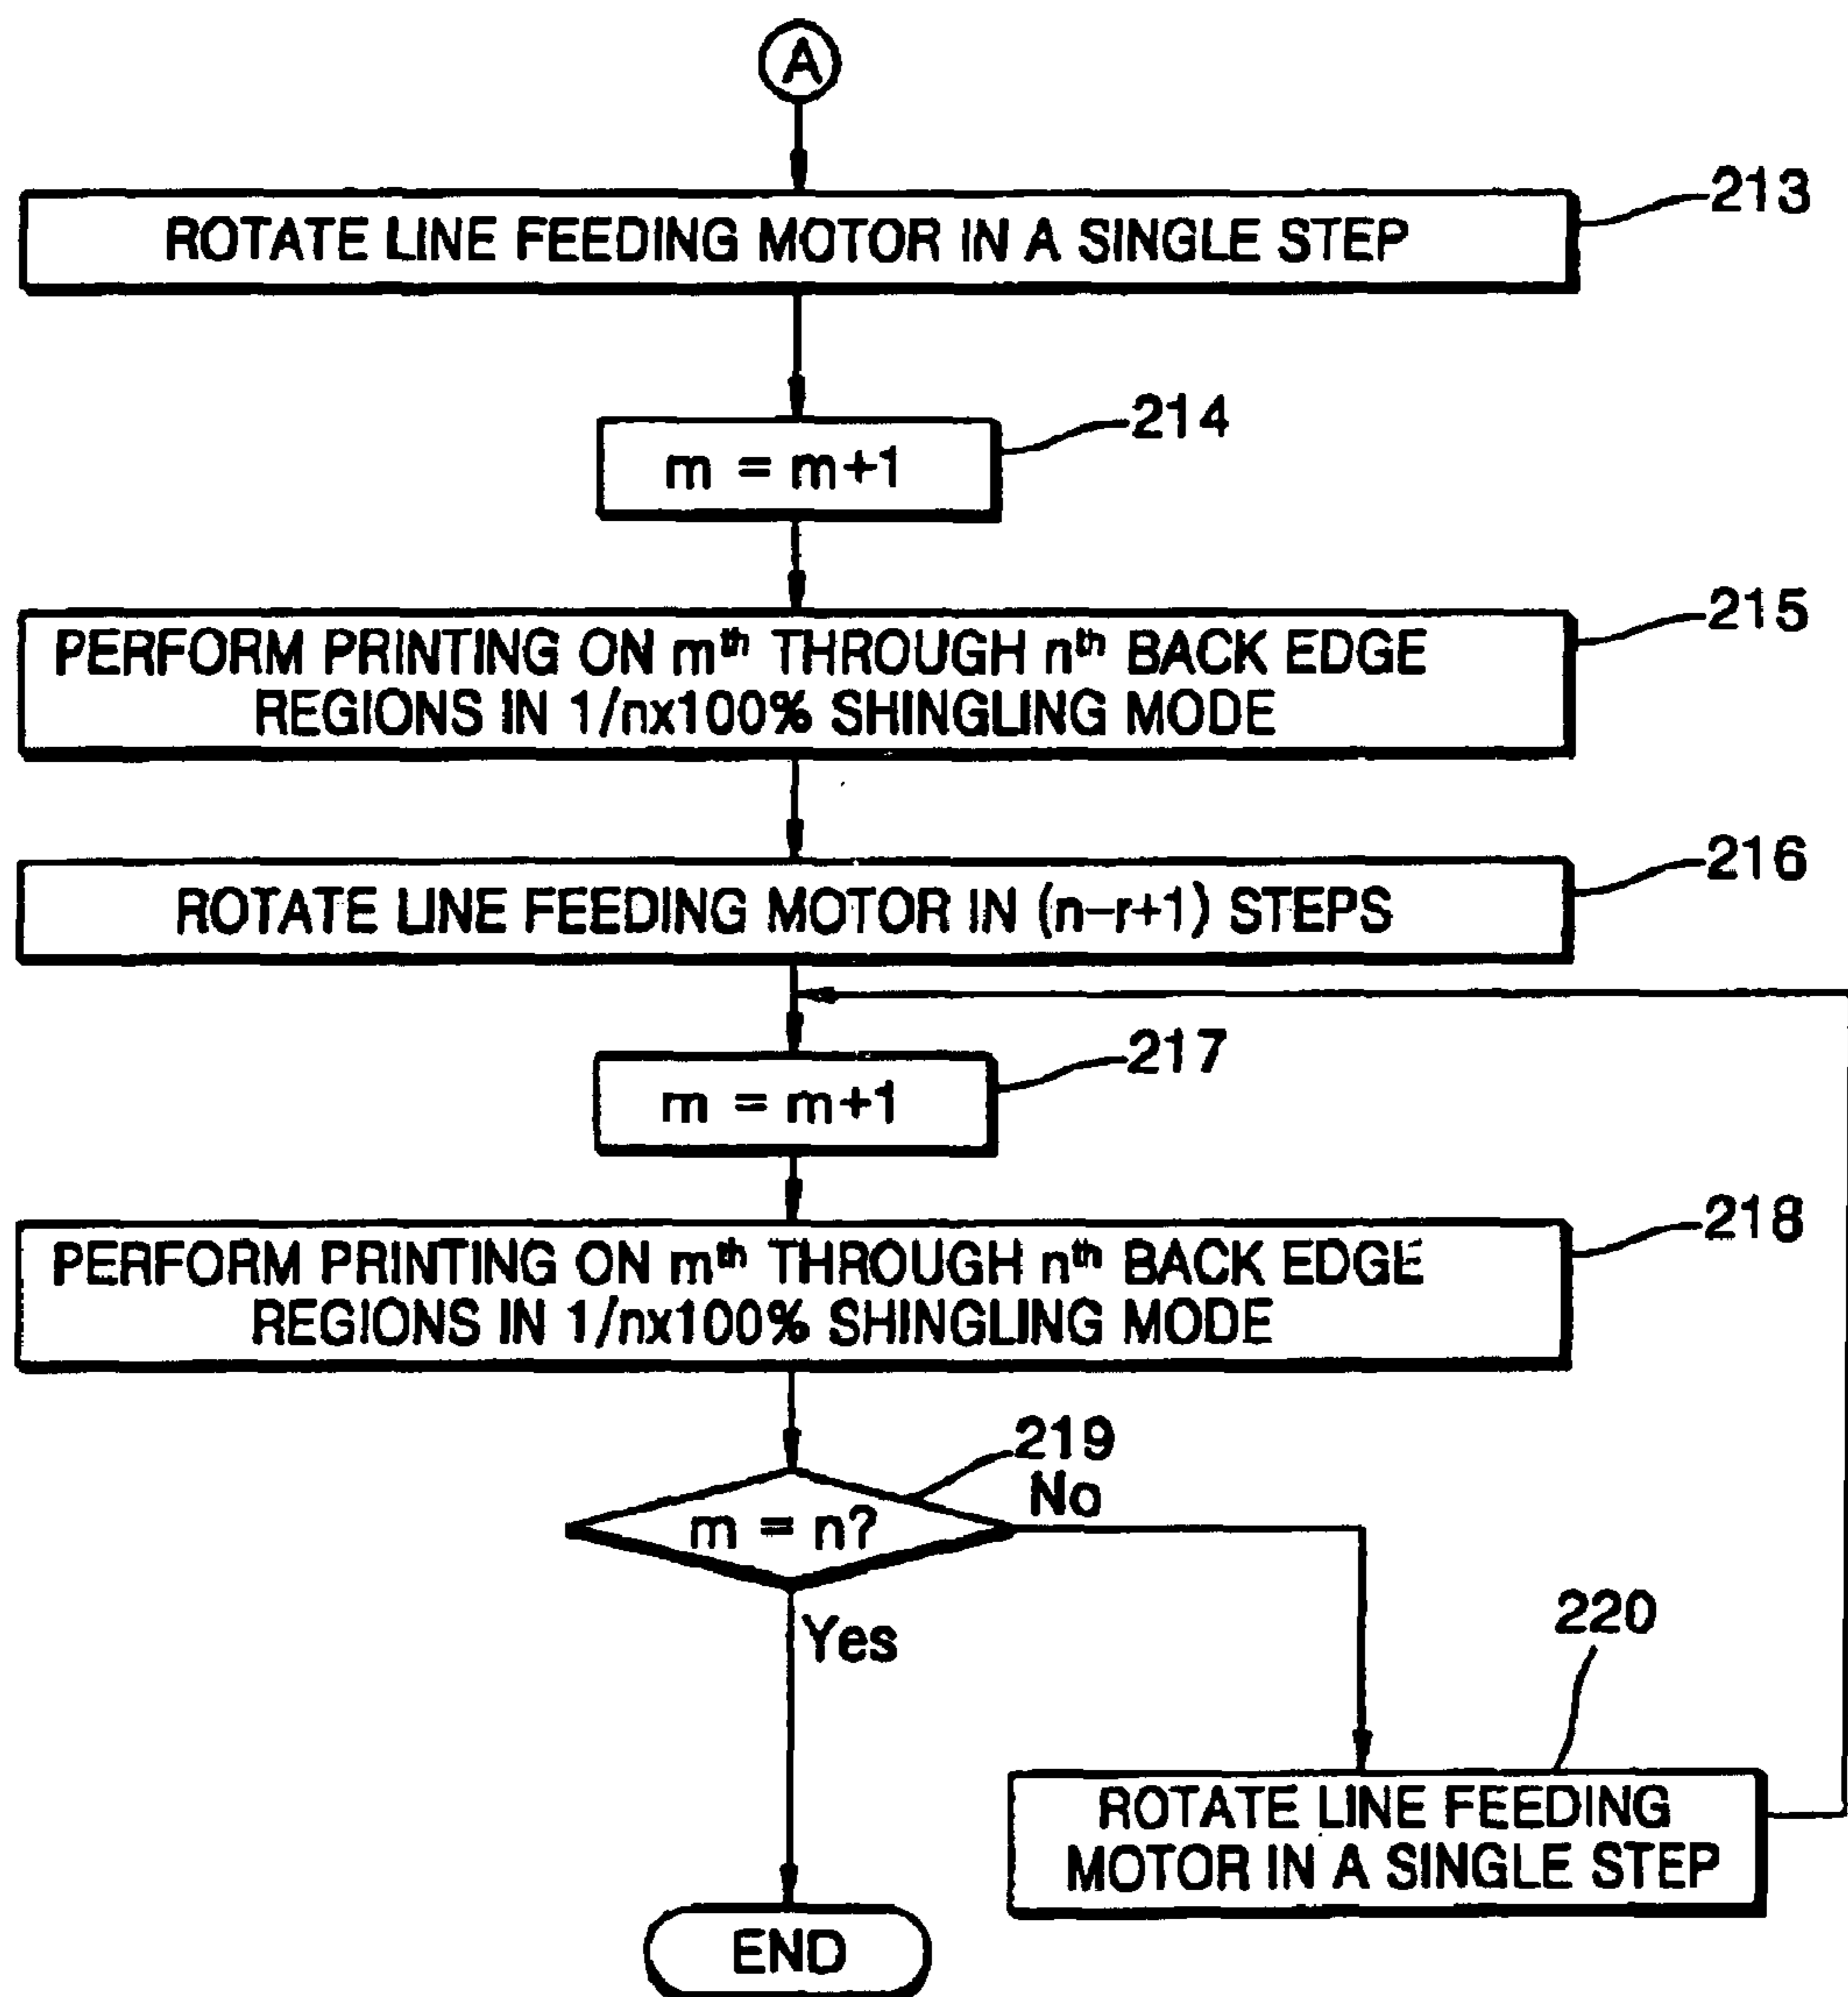 A
213
ROTATE LINE FEEDING MOTOR IN A SINGLE STEP
214
m = m+1
215
PERFORM PRINTING ON mth THROUGH nth BACK EDGE
REGIONS IN 1/nx100% SHINGLING MODE
216
ROTATE LINE FEEDING MOTOR IN (n-r+1) STEPS
217
m = m+1
218
PERFORM PRINTING ON mth THROUGH nth BACK EDGE
REGIONS IN 1/nx100% SHINGLING MODE
219
m = n?
No
Yes
220
ROTATE LINE FEEDING
MOTOR IN A SINGLE STEP
END